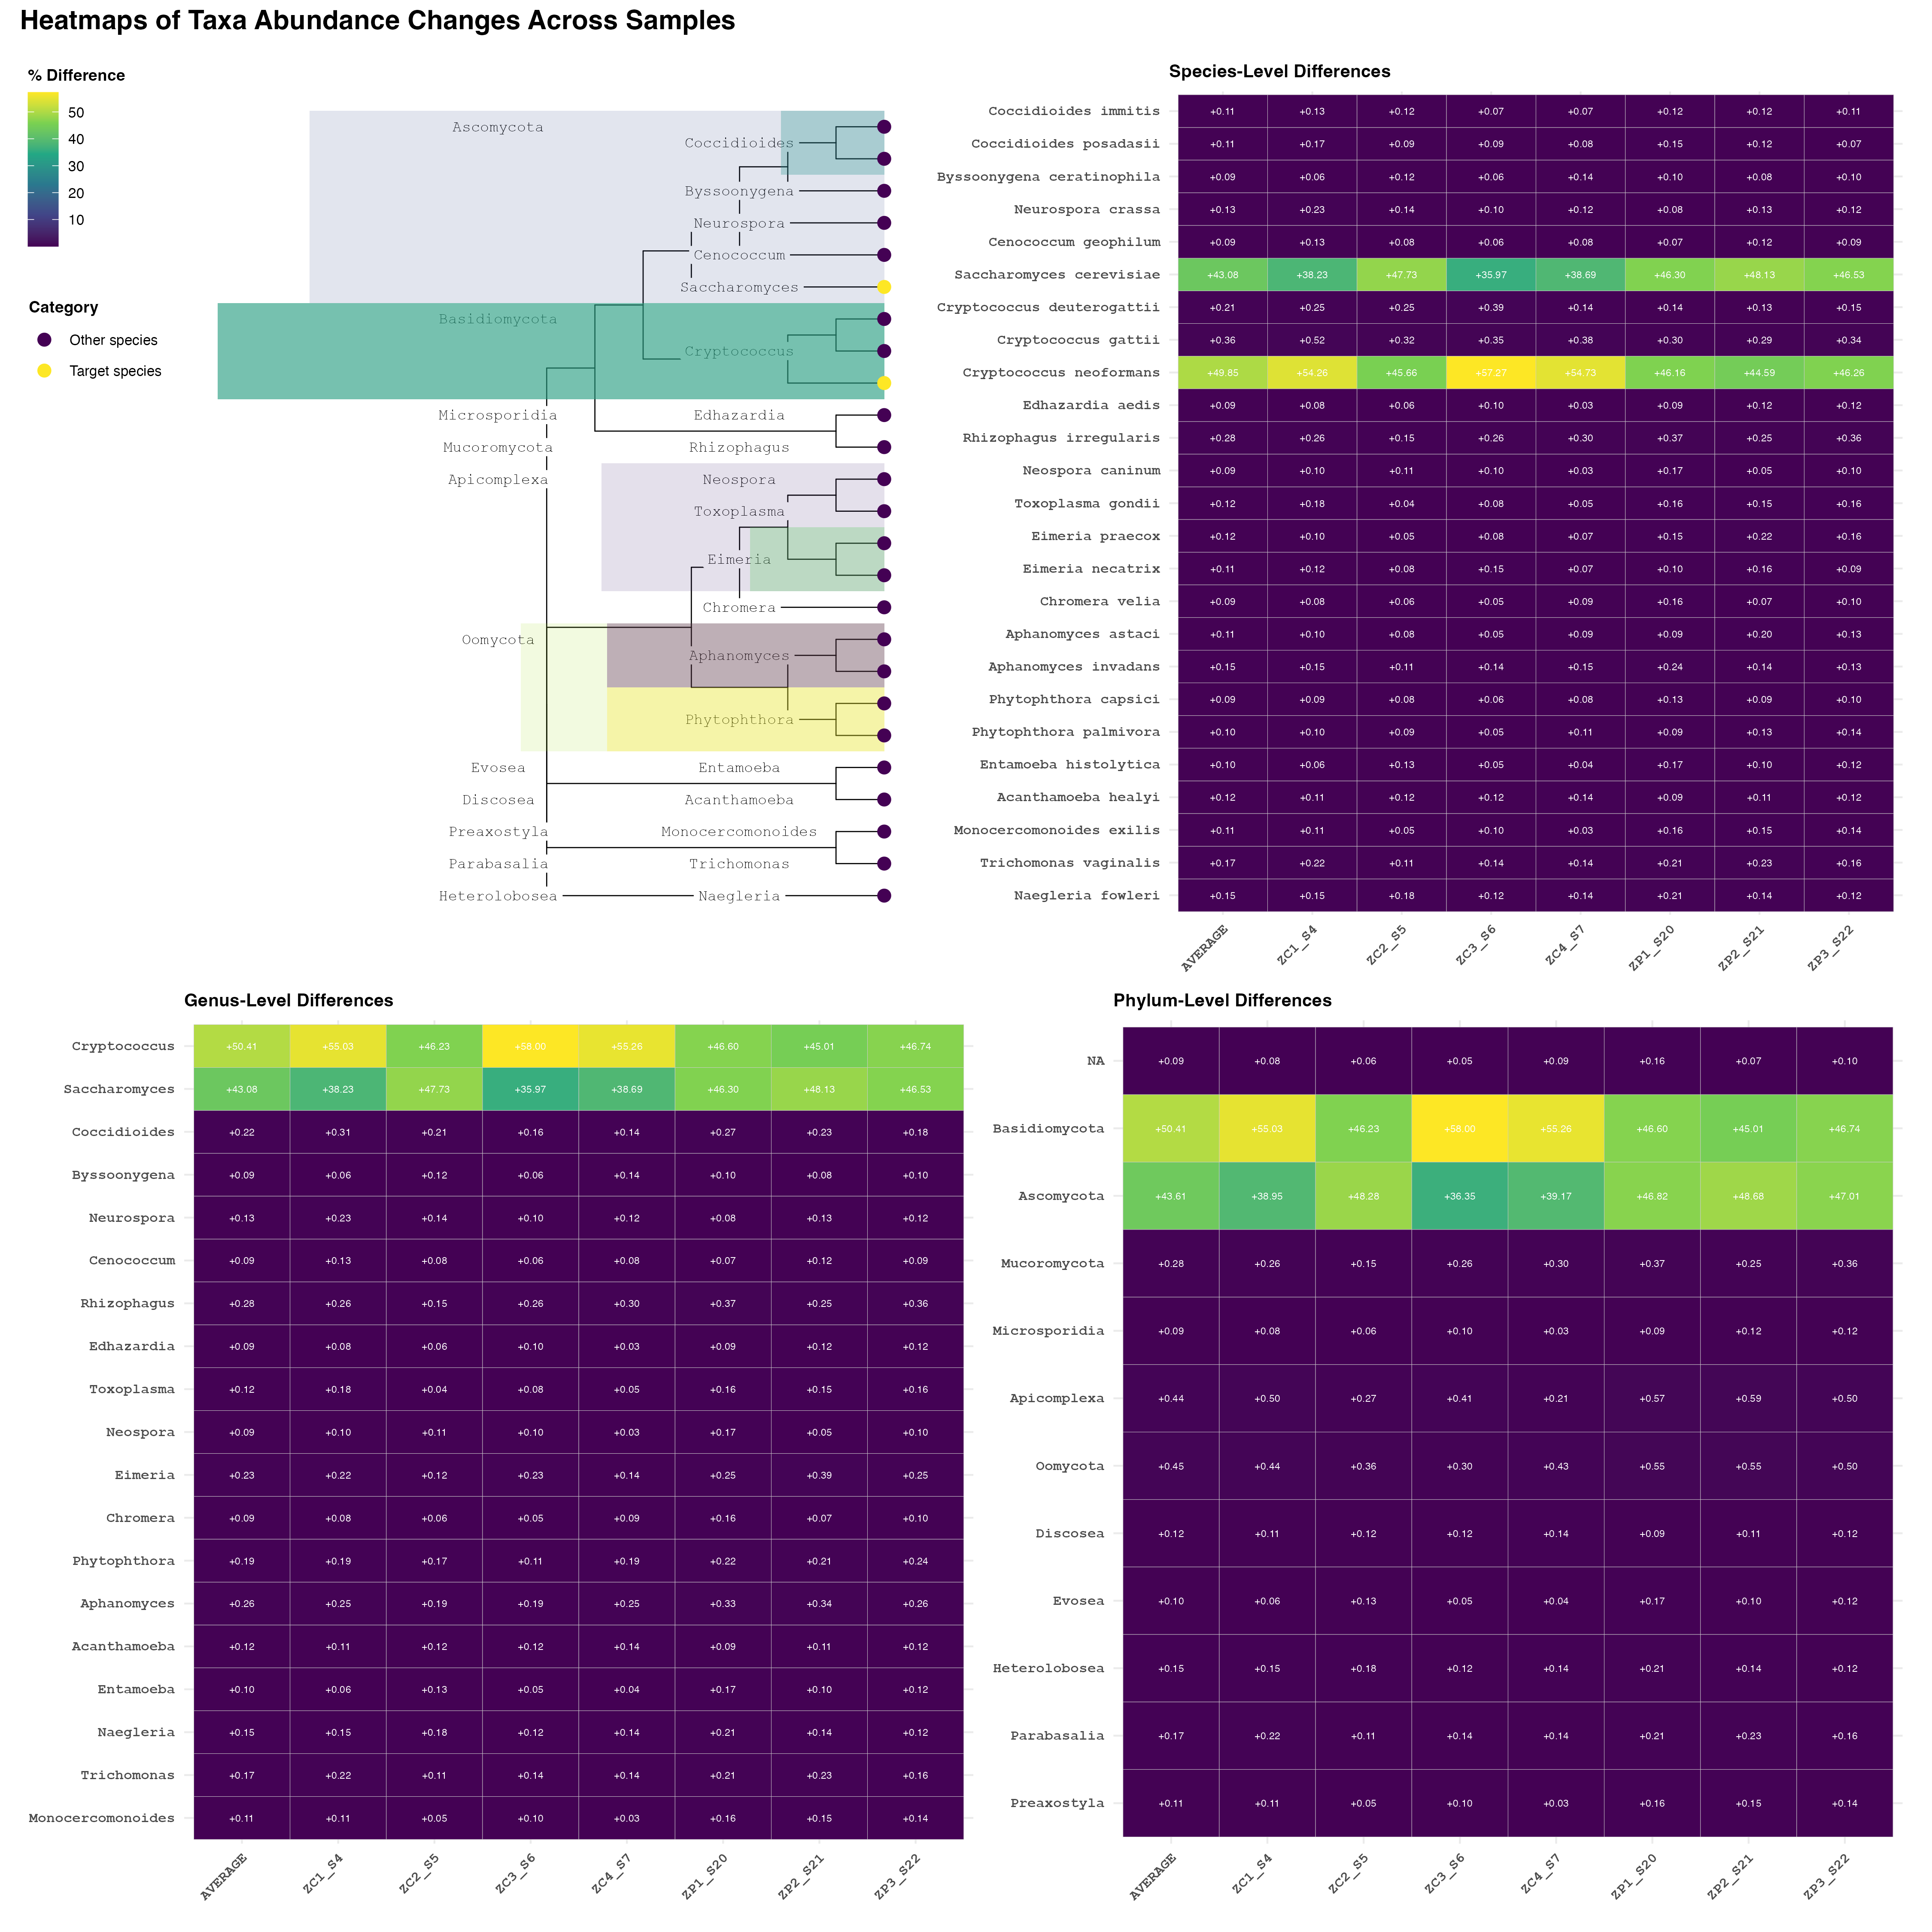 Heatmaps of Taxa Abundance Changes Across Samples
% Difference
50
40
30
20
10
Category
Other species
Target species
Ascomycota
Coccidioides
Byssoonygena
Neurospora
Cenococcum
Saccharomyces
Basidiomycota
Cryptococcus
Microsporidia Edhazardia
Mucoromycota Rhizophagus
Apicomplexa Neospora
Toxoplasma
Eimeria
Chromera
Oomycota
Aphanomyces
Phytophthora
Evosea Entamoeba
Discosea Acanthamoeba
Preaxostyla Monocercomonoides
Parabasalia Trichomonas
Heterolobosea Naegleria
Species-Level Differences
Coccidioides immitis +0.11 +0.13 +0.12 +0.07 +0.07 +0.12 +0.12 +0.11
Coccidioides posadasii +0.11 +0.17 +0.09 +0.09 +0.08 +0.15 +0.12 +0.07
Byssoonygena ceratinophila +0.09 +0.06 +0.12 +0.06 +0.14 +0.10 +0.08 +0.10
Neurospora crassa +0.13 +0.23 +0.14 +0.10 +0.12 +0.08 +0.13 +0.12
Cenococcum geophilum +0.09 +0.13 +0.08 +0.06 +0.08 +0.07 +0.12 +0.09
Saccharomyces cerevisiae +43.08 +38.23 +47.73 +35.97 +38.69 +46.30 +48.13 +46.53
Cryptococcus deuterogattii +0.21 +0.25 +0.25 +0.39 +0.14 +0.14 +0.13 +0.15
Cryptococcus gattii +0.36 +0.52 +0.32 +0.35 +0.38 +0.30 +0.29 +0.34
Cryptococcus neoformans +49.85 +54.26 +45.66 +57.27 +54.73 +46.16 +44.59 +46.26
Edhazardia aedis +0.09 +0.08 +0.06 +0.10 +0.03 +0.09 +0.12 +0.12
Rhizophagus irregularis +0.28 +0.26 +0.15 +0.26 +0.30 +0.37 +0.25 +0.36
Neospora caninum +0.09 +0.10 +0.11 +0.10 +0.03 +0.17 +0.05 +0.10
Toxoplasma gondii +0.12 +0.18 +0.04 +0.08 +0.05 +0.16 +0.15 +0.16
Eimeria praecox +0.12 +0.10 +0.05 +0.08 +0.07 +0.15 +0.22 +0.16
Eimeria necatrix +0.11 +0.12 +0.08 +0.15 +0.07 +0.10 +0.16 +0.09
Chromera velia +0.09 +0.08 +0.06 +0.05 +0.09 +0.16 +0.07 +0.10
Aphanomyces astaci +0.11 +0.10 +0.08 +0.05 +0.09 +0.09 +0.20 +0.13
Aphanomyces invadans +0.15 +0.15 +0.11 +0.14 +0.15 +0.24 +0.14 +0.13
Phytophthora capsici +0.09 +0.09 +0.08 +0.06 +0.08 +0.13 +0.09 +0.10
Phytophthora palmivora +0.10 +0.10 +0.09 +0.05 +0.11 +0.09 +0.13 +0.14
Entamoeba histolytica +0.10 +0.06 +0.13 +0.05 +0.04 +0.17 +0.10 +0.12
Acanthamoeba healyi +0.12 +0.11 +0.12 +0.12 +0.14 +0.09 +0.11 +0.12
Monocercomonoides exilis +0.11 +0.11 +0.05 +0.10 +0.03 +0.16 +0.15 +0.14
Trichomonas vaginalis +0.17 +0.22 +0.11 +0.14 +0.14 +0.21 +0.23 +0.16
Naegleria fowleri +0.15 +0.15 +0.18 +0.12 +0.14 +0.21 +0.14 +0.12
AVERAGE ZC1_S4 ZC2_S5 ZC3_S6 ZC4_S7 ZP1_S20 ZP2_S21 ZP3_S22
Genus-Level Differences
Cryptococcus +50.41 +55.03 +46.23 +58.00 +55.26 +46.60 +45.01 +46.74
Saccharomyces +43.08 +38.23 +47.73 +35.97 +38.69 +46.30 +48.13 +46.53
Coccidioides +0.22 +0.31 +0.21 +0.16 +0.14 +0.27 +0.23 +0.18
Byssoonygena +0.09 +0.06 +0.12 +0.06 +0.14 +0.10 +0.08 +0.10
Neurospora +0.13 +0.23 +0.14 +0.10 +0.12 +0.08 +0.13 +0.12
Cenococcum +0.09 +0.13 +0.08 +0.06 +0.08 +0.07 +0.12 +0.09
Rhizophagus +0.28 +0.26 +0.15 +0.26 +0.30 +0.37 +0.25 +0.36
Edhazardia +0.09 +0.08 +0.06 +0.10 +0.03 +0.09 +0.12 +0.12
Toxoplasma +0.12 +0.18 +0.04 +0.08 +0.05 +0.16 +0.15 +0.16
Neospora +0.09 +0.10 +0.11 +0.10 +0.03 +0.17 +0.05 +0.10
Eimeria +0.23 +0.22 +0.12 +0.23 +0.14 +0.25 +0.39 +0.25
Chromera +0.09 +0.08 +0.06 +0.05 +0.09 +0.16 +0.07 +0.10
Phytophthora +0.19 +0.19 +0.17 +0.11 +0.19 +0.22 +0.21 +0.24
Aphanomyces +0.26 +0.25 +0.19 +0.19 +0.25 +0.33 +0.34 +0.26
Acanthamoeba +0.12 +0.11 +0.12 +0.12 +0.14 +0.09 +0.11 +0.12
Entamoeba +0.10 +0.06 +0.13 +0.05 +0.04 +0.17 +0.10 +0.12
Naegleria +0.15 +0.15 +0.18 +0.12 +0.14 +0.21 +0.14 +0.12
Trichomonas +0.17 +0.22 +0.11 +0.14 +0.14 +0.21 +0.23 +0.16
Monocercomonoides +0.11 +0.11 +0.05 +0.10 +0.03 +0.16 +0.15 +0.14
AVERAGE ZC1_S4 ZC2_S5 ZC3_S6 ZC4_S7 ZP1_S20 ZP2_S21 ZP3_S22
Phylum-Level Differences
NA +0.09 +0.08 +0.06 +0.05 +0.09 +0.16 +0.07 +0.10
Basidiomycota +50.41 +55.03 +46.23 +58.00 +55.26 +46.60 +45.01 +46.74
Ascomycota +43.61 +38.95 +48.28 +36.35 +39.17 +46.82 +48.68 +47.01
Mucoromycota +0.28 +0.26 +0.15 +0.26 +0.30 +0.37 +0.25 +0.36
Microsporidia +0.09 +0.08 +0.06 +0.10 +0.03 +0.09 +0.12 +0.12
Apicomplexa +0.44 +0.50 +0.27 +0.41 +0.21 +0.57 +0.59 +0.50
Oomycota +0.45 +0.44 +0.36 +0.30 +0.43 +0.55 +0.55 +0.50
Discosea +0.12 +0.11 +0.12 +0.12 +0.14 +0.09 +0.11 +0.12
Evosea +0.10 +0.06 +0.13 +0.05 +0.04 +0.17 +0.10 +0.12
Heterolobosea +0.15 +0.15 +0.18 +0.12 +0.14 +0.21 +0.14 +0.12
Parabasalia +0.17 +0.22 +0.11 +0.14 +0.14 +0.21 +0.23 +0.16
Preaxostyla +0.11 +0.11 +0.05 +0.10 +0.03 +0.16 +0.15 +0.14
AVERAGE ZC1_S4 ZC2_S5 ZC3_S6 ZC4_S7 ZP1_S20 ZP2_S21 ZP3_S22